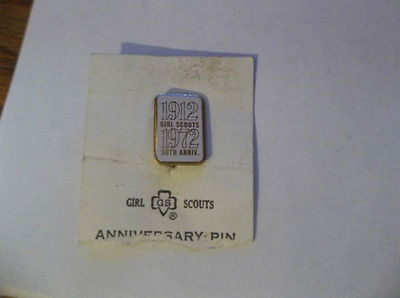 1912
GIRL SCOUTS
1972
60TH ANNIV.
GIRL GS SCOUTS
®
ANNIVERSARY PIN